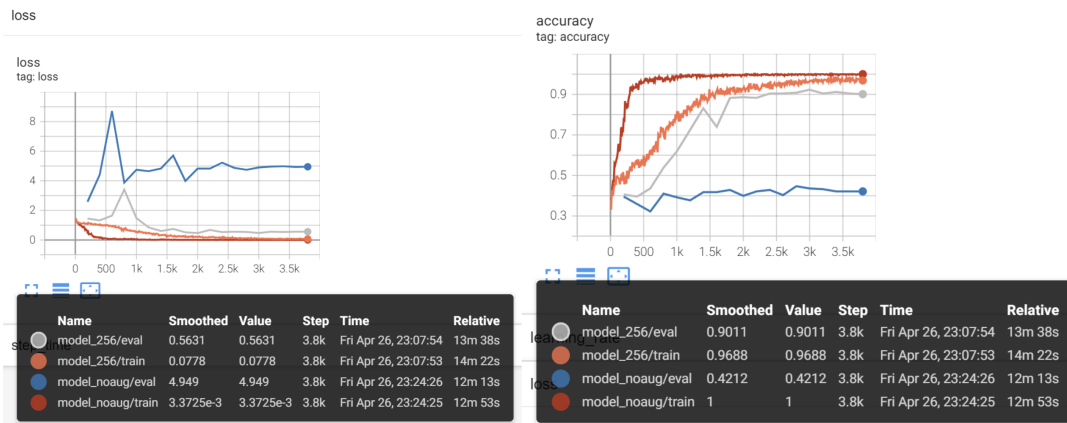 loss
loss
tag: loss
8
6
4
2
0
0 500 1k 1.5k 2k 2.5k 3k 3.5k
step_time
Name Smoothed Value Step Time Relative
model_256/eval 0.5631 0.5631 3.8k Fri Apr 26, 23:07:54 13m 38s
model_256/train 0.0778 0.0778 3.8k Fri Apr 26, 23:07:53 14m 22s
model_noaug/eval 4.949 4.949 3.8k Fri Apr 26, 23:24:26 12m 13s
model_noaug/train 3.3725e-3 3.3725e-3 3.8k Fri Apr 26, 23:24:25 12m 53s
accuracy
tag: accuracy
0.9
0.7
0.5
0.3
0 500 1k 1.5k 2k 2.5k 3k 3.5k
learning_rate
loss
Name Smoothed Value Step Time Relative
model_256/eval 0.9011 0.9011 3.8k Fri Apr 26, 23:07:54 13m 38s
model_256/train 0.9688 0.9688 3.8k Fri Apr 26, 23:07:53 14m 22s
model_noaug/eval 0.4212 0.4212 3.8k Fri Apr 26, 23:24:26 12m 13s
model_noaug/train 1 1 3.8k Fri Apr 26, 23:24:25 12m 53s